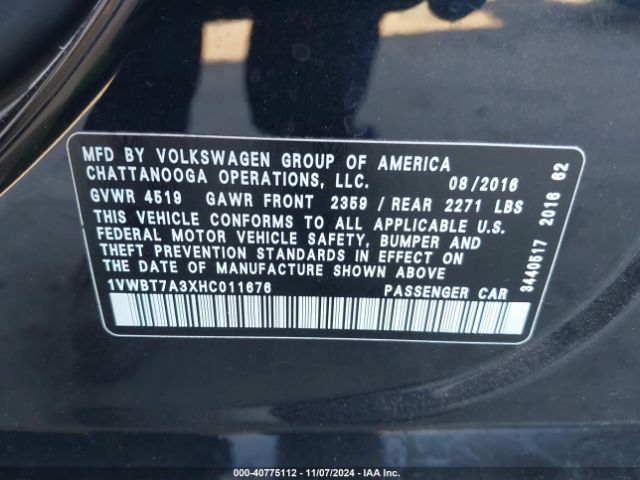 MFD BY VOLKSWAGEN GROUP OF AMERICA
CHATTANOOGA OPERATIONS, LLC. 08/2016
GVWR 4519 GAWR FRONT 2359 / REAR 2271 LBS
THIS VEHICLE CONFORMS TO ALL APPLICABLE U.S.
FEDERAL MOTOR VEHICLE SAFETY, BUMPER AND
THEFT PREVENTION STANDARDS IN EFFECT ON
THE DATE OF MANUFACTURE SHOWN ABOVE
1VWBT7A3XHC011676 PASSENGER CAR
3440517 2016 62
000-40775112 - 11/07/2024 - IAA Inc.